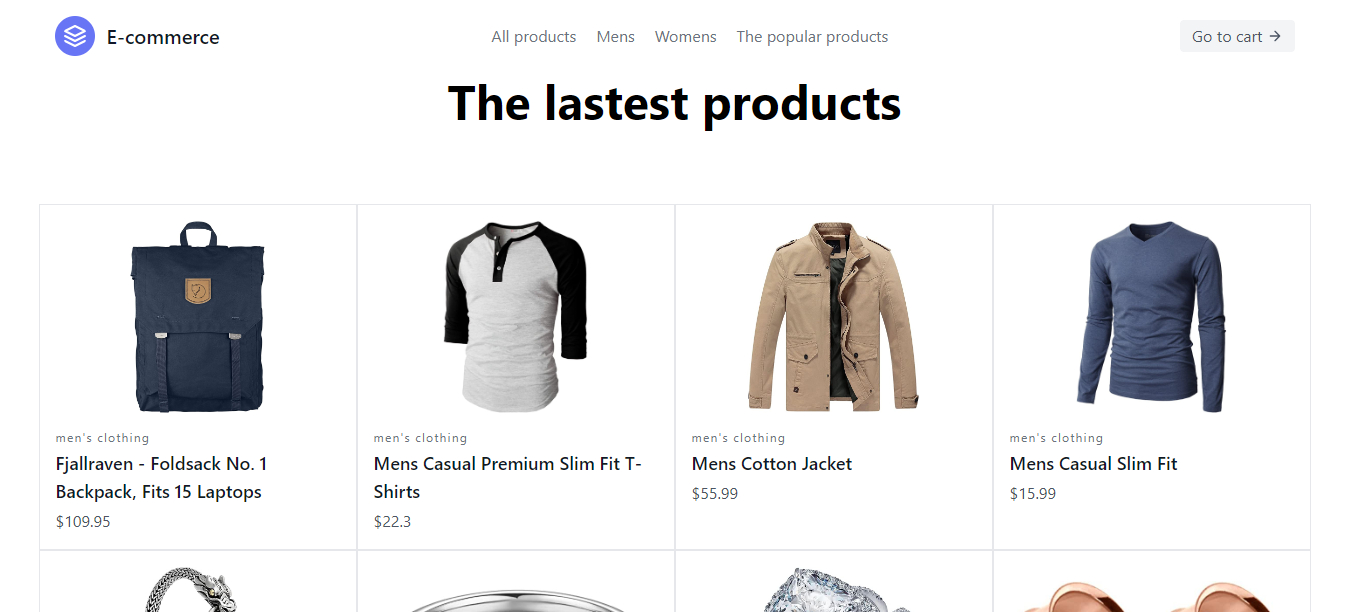 E-commerce
All products Mens Womens The popular products
Go to cart →
The lastest products
men's clothing
Fjallraven - Foldsack No. 1
Backpack, Fits 15 Laptops
$109.95
men's clothing
Mens Casual Premium Slim Fit T-
Shirts
$22.3
men's clothing
Mens Cotton Jacket
$55.99
men's clothing
Mens Casual Slim Fit
$15.99